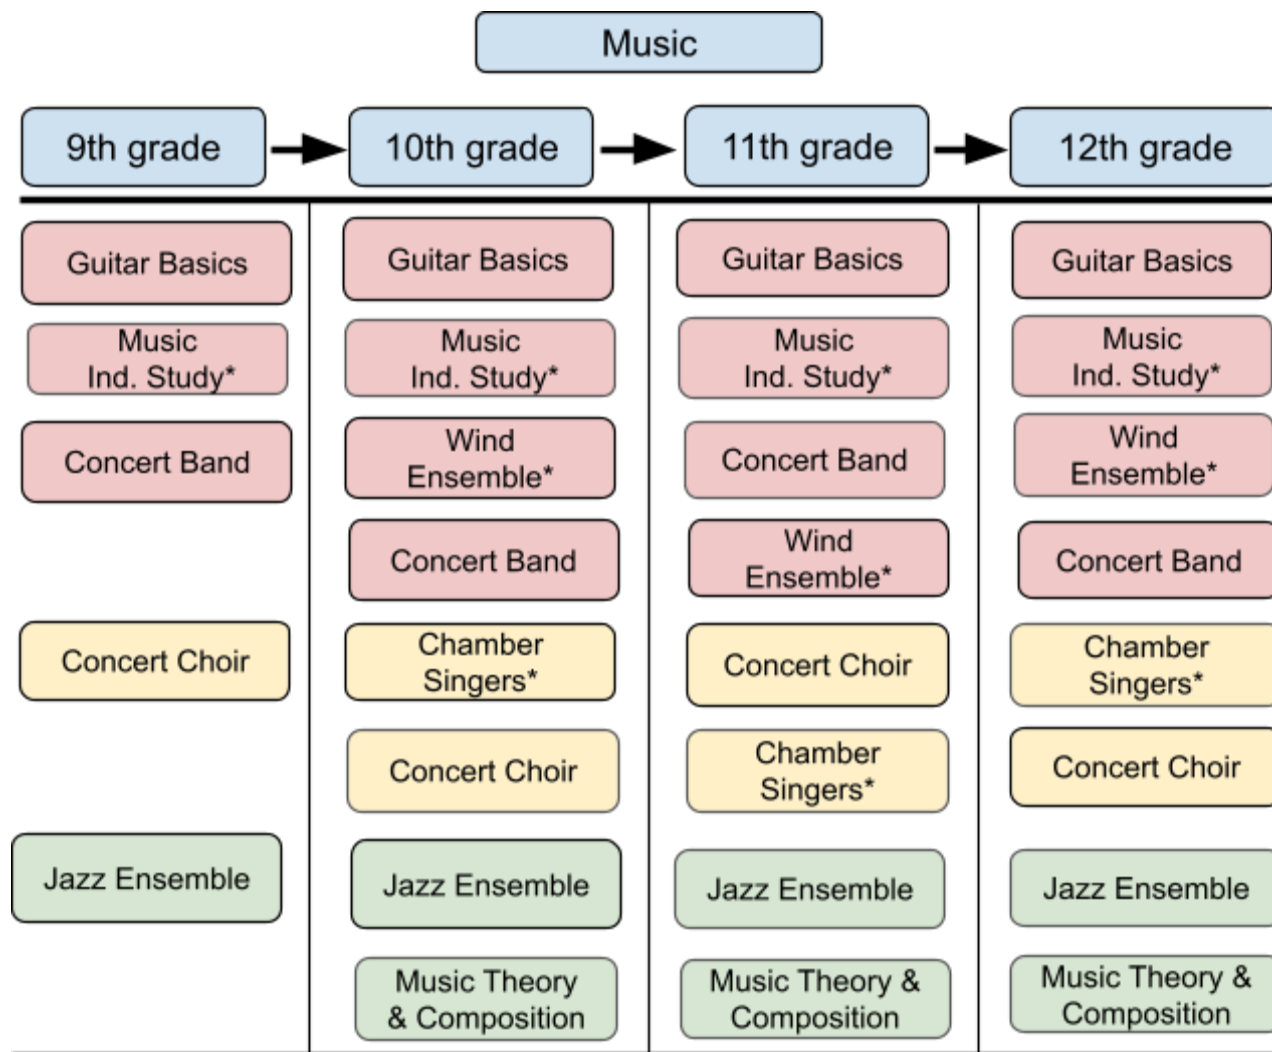 Music
9th grade
10th grade
11th grade
12th grade
Guitar Basics
Music
Ind. Study*
Concert Band
Concert Choir
Jazz Ensemble
Guitar Basics
Music
Ind. Study*
Wind
Ensemble*
Concert Band
Chamber
Singers*
Concert Choir
Jazz Ensemble
Music Theory
& Composition
Guitar Basics
Music
Ind. Study*
Concert Band
Wind
Ensemble*
Concert Choir
Chamber
Singers*
Jazz Ensemble
Music Theory &
Composition
Guitar Basics
Music
Ind. Study*
Wind
Ensemble*
Concert Band
Chamber
Singers*
Concert Choir
Jazz Ensemble
Music Theory &
Composition